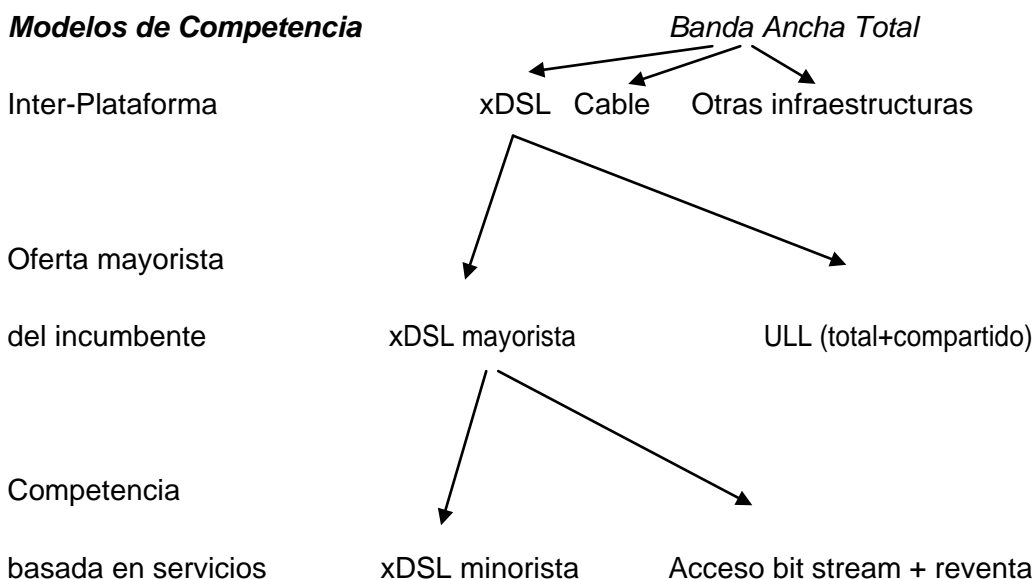 Modelos de Competencia Banda Ancha Total
Inter-Plataforma xDSL Cable Otras infraestructuras
Oferta mayorista
del incumbente xDSL mayorista ULL (total+compartido)
Competencia
basada en servicios xDSL minorista Acceso bit stream + reventa